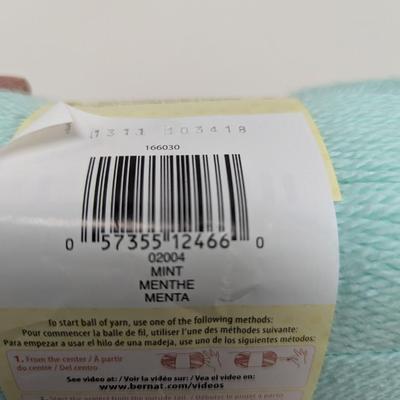 1311 103418
166030
0 57355 12466 0
02004
MINT
MENTHE
MENTA
To start ball of yarn, use one of the following methods:
Pour commencer la balle de fil, utiliser l'une des méthodes suivante:
Para empezar a usar el hilo de una madeja, use uno de los siguientes métodos:
1. From the center / À partir
du centre / Del centro
See video at: / Voir la vidéo sur: / Vea el video en:
www.bernat.com/videos